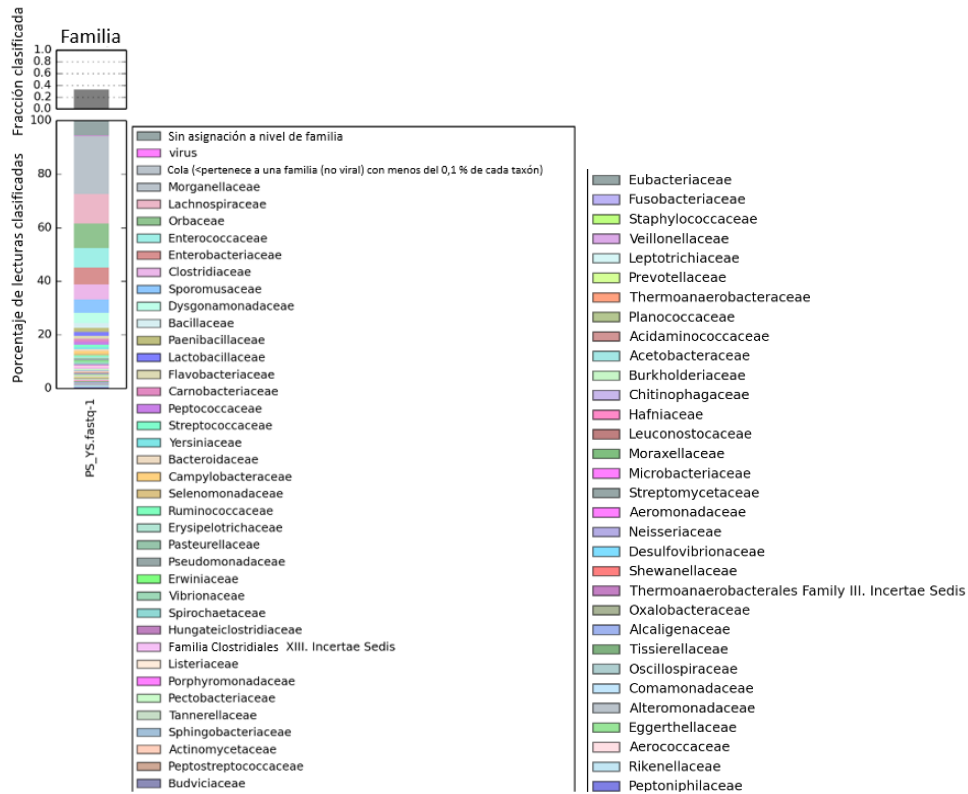 Familia
Fracción clasificada
1.0
0.8
0.6
0.4
0.2
0.0
Porcentaje de lecturas clasificadas
100
80
60
40
20
0
PS_YS.fastq-1
Sin asignación a nivel de familia
virus
Cola (<pertenece a una familia (no viral) con menos del 0,1 % de cada taxón)
Morganellaceae
Lachnospiraceae
Orbaceae
Enterococcaceae
Enterobacteriaceae
Clostridiaceae
Sporomusaceae
Dysgonamonadaceae
Bacillaceae
Paenibacillaceae
Lactobacillaceae
Flavobacteriaceae
Carnobacteriaceae
Peptococcaceae
Streptococcaceae
Yersiniaceae
Bacteroidaceae
Campylobacteraceae
Selenomonadaceae
Ruminococcaceae
Erysipelotrichaceae
Pasteurellaceae
Pseudomonadaceae
Erwiniaceae
Vibrionaceae
Spirochaetaceae
Hungateiclostridiaceae
Familia Clostridiales XIII. Incertae Sedis
Listeriaceae
Porphyromonadaceae
Pectobacteriaceae
Tannerellaceae
Sphingobacteriaceae
Actinomycetaceae
Peptostreptococcaceae
Budviciaceae
Eubacteriaceae
Fusobacteriaceae
Staphylococcaceae
Veillonellaceae
Leptotrichiaceae
Prevotellaceae
Thermoanaerobacteraceae
Planococcaceae
Acidaminococcaceae
Acetobacteraceae
Burkholderiaceae
Chitinophagaceae
Hafniaceae
Leuconostocaceae
Moraxellaceae
Microbacteriaceae
Streptomycetaceae
Aeromonadaceae
Neisseriaceae
Desulfovibrionaceae
Shewanellaceae
Thermoanaerobacterales Family III. Incertae Sedis
Oxalobacteraceae
Alcaligenaceae
Tissierellaceae
Oscillospiraceae
Comamonadaceae
Alteromonadaceae
Eggerthellaceae
Aerococcaceae
Rikenellaceae
Peptoniphilaceae